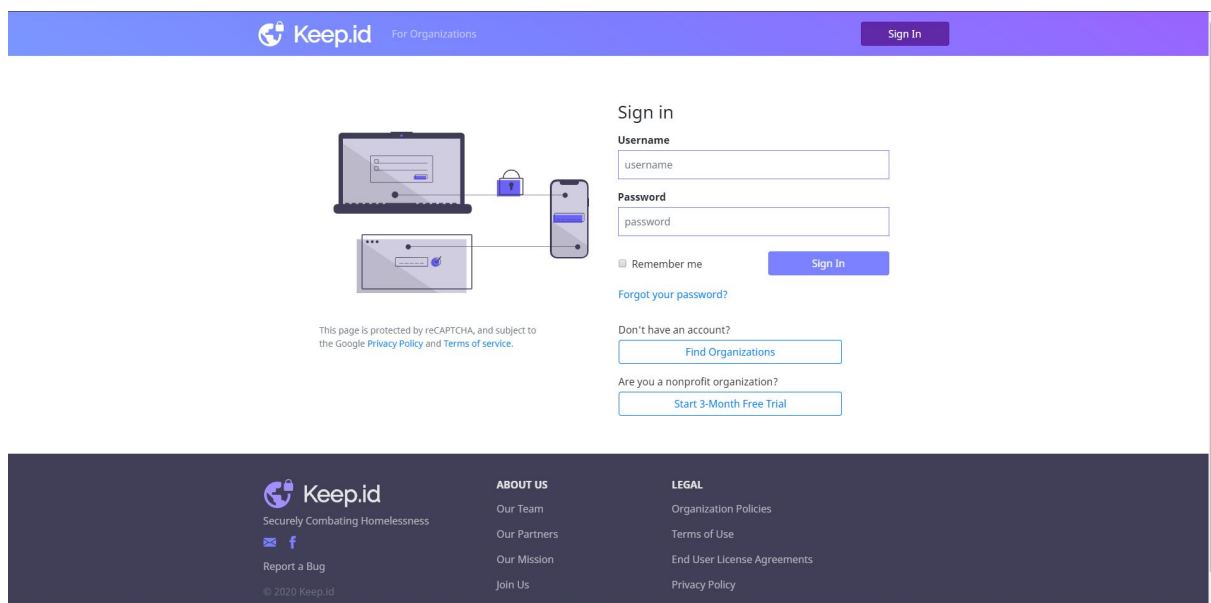 Keep.id For Organizations Sign In
Sign in
Username
username
Password
password
Remember me Sign In
Forgot your password?
This page is protected by reCAPTCHA, and subject to
the Google Privacy Policy and Terms of service.
Don't have an account?
Find Organizations
Are you a nonprofit organization?
Start 3-Month Free Trial
Keep.id
Securely Combating Homelessness
Report a Bug
© 2020 Keep.id
ABOUT US
Our Team
Our Partners
Our Mission
Join Us
LEGAL
Organization Policies
Terms of Use
End User License Agreements
Privacy Policy